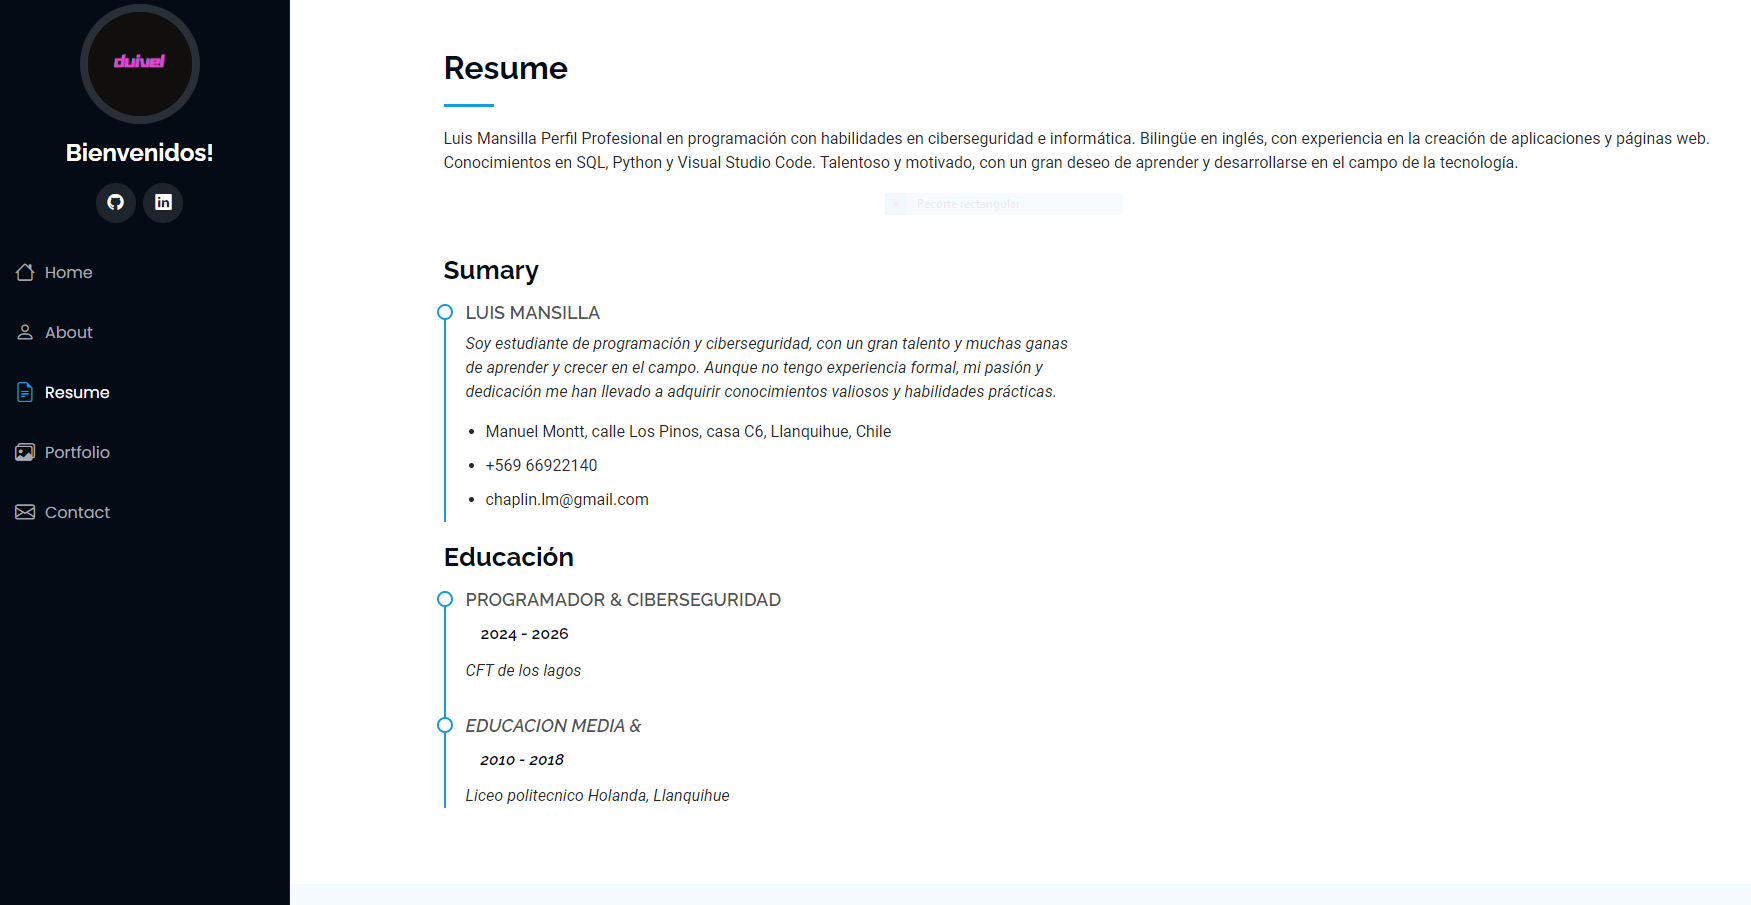 duivel
Bienvenidos!
Home
About
Resume
Portfolio
Contact
Resume
Luis Mansilla Perfil Profesional en programación con habilidades en ciberseguridad e informática. Bilingüe en inglés, con experiencia en la creación de aplicaciones y páginas web.
Conocimientos en SQL, Python y Visual Studio Code. Talentoso y motivado, con un gran deseo de aprender y desarrollarse en el campo de la tecnología.
Recorte rectangular
Sumary
LUIS MANSILLA
Soy estudiante de programación y ciberseguridad, con un gran talento y muchas ganas
de aprender y crecer en el campo. Aunque no tengo experiencia formal, mi pasión y
dedicación me han llevado a adquirir conocimientos valiosos y habilidades prácticas.
• Manuel Montt, calle Los Pinos, casa C6, Llanquihue, Chile
• +569 66922140
• chaplin.lm@gmail.com
Educación
PROGRAMADOR & CIBERSEGURIDAD
2024 - 2026
CFT de los lagos
EDUCACION MEDIA &
2010 - 2018
Liceo politecnico Holanda, Llanquihue